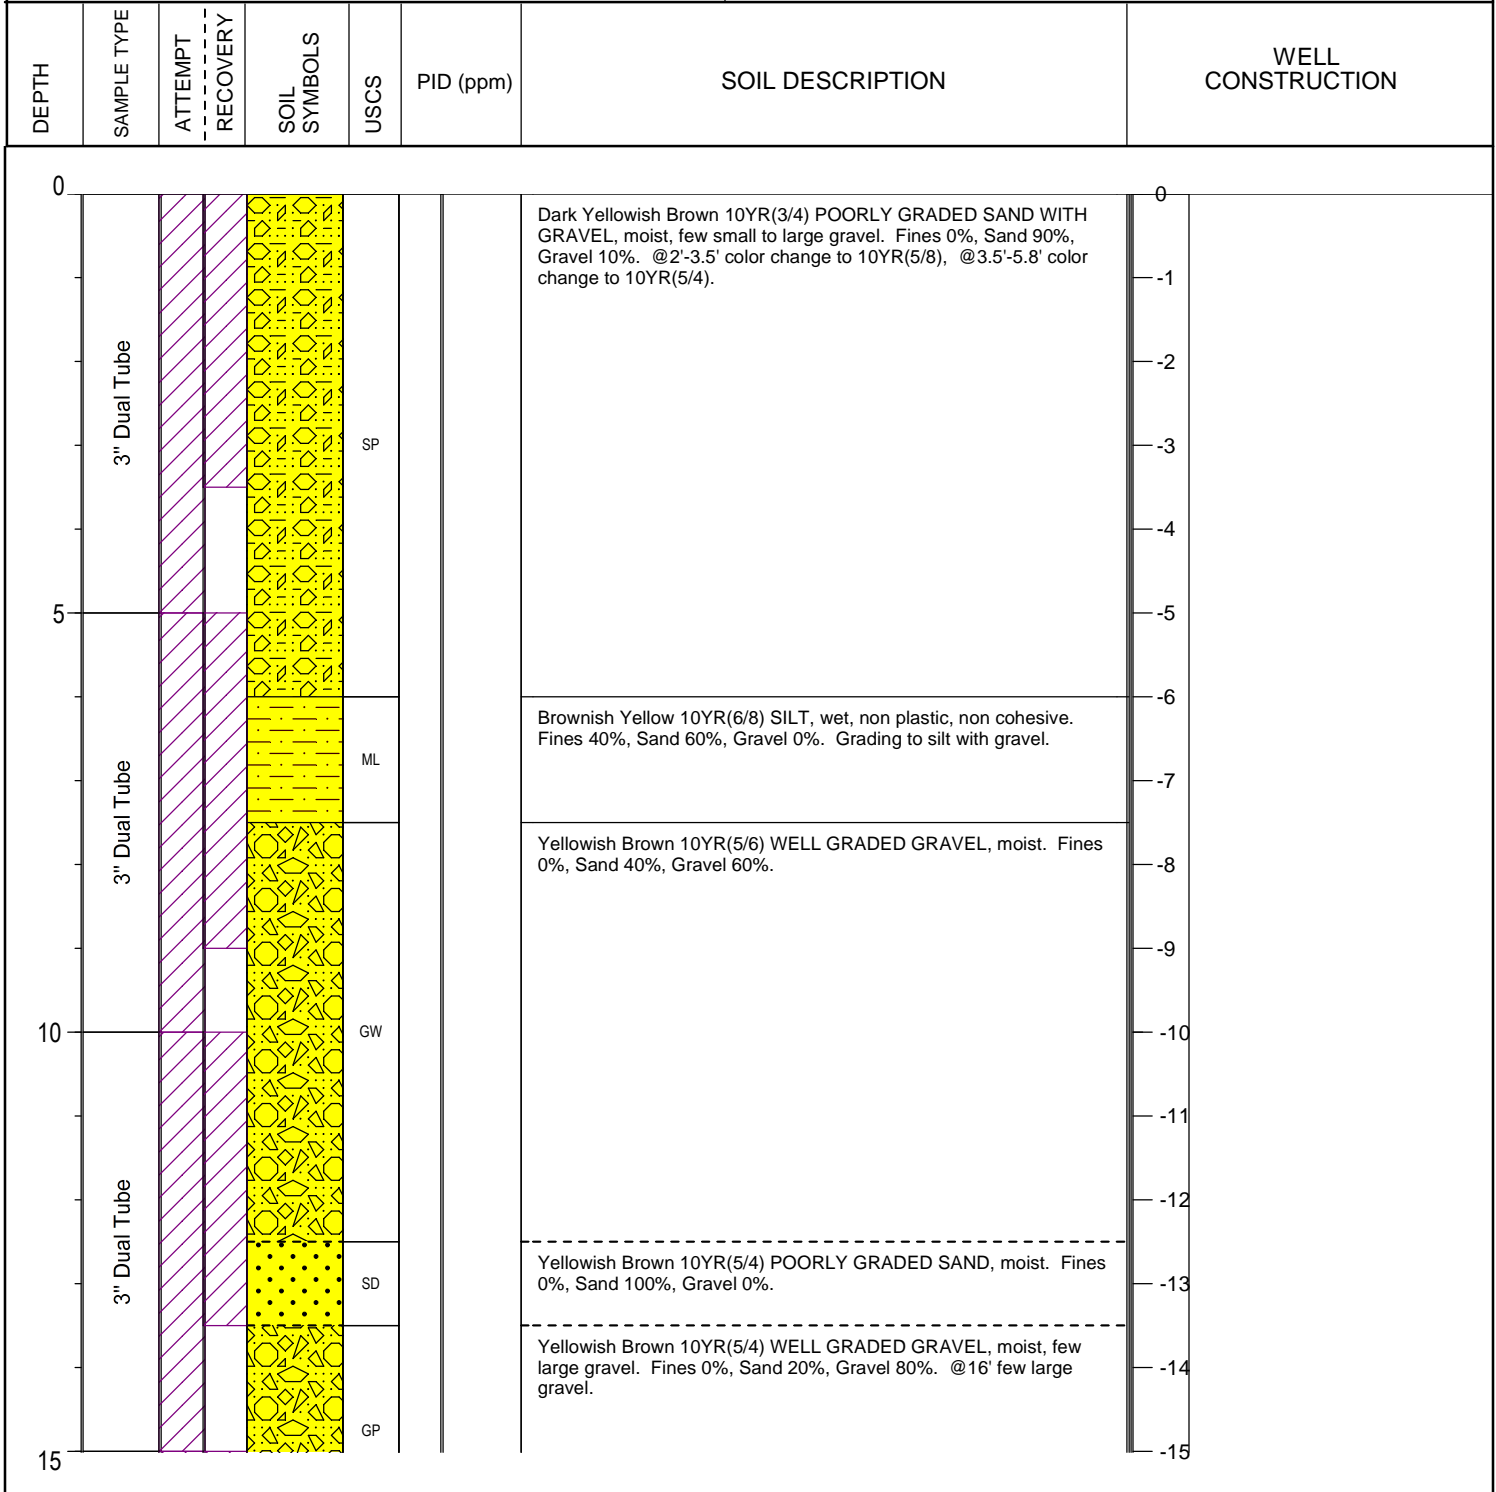 DEPTH
SAMPLE TYPE
ATTEMPT
RECOVERY
SOIL
SYMBOLS
USCS
PID (ppm)
SOIL DESCRIPTION
WELL
CONSTRUCTION
0
5
10
15
3" Dual Tube
3" Dual Tube
3" Dual Tube
SP
ML
GW
SD
GP
Dark Yellowish Brown 10YR(3/4) POORLY GRADED SAND WITH
GRAVEL, moist, few small to large gravel. Fines 0%, Sand 90%,
Gravel 10%. @2'-3.5' color change to 10YR(5/8), @3.5'-5.8' color
change to 10YR(5/4).
Brownish Yellow 10YR(6/8) SILT, wet, non plastic, non cohesive.
Fines 40%, Sand 60%, Gravel 0%. Grading to silt with gravel.
Yellowish Brown 10YR(5/6) WELL GRADED GRAVEL, moist. Fines
0%, Sand 40%, Gravel 60%.
Yellowish Brown 10YR(5/4) POORLY GRADED SAND, moist. Fines
0%, Sand 100%, Gravel 0%.
Yellowish Brown 10YR(5/4) WELL GRADED GRAVEL, moist, few
large gravel. Fines 0%, Sand 20%, Gravel 80%. @16' few large
gravel.
0
-1
-2
-3
-4
-5
-6
-7
-8
-9
-10
-11
-12
-13
-14
-15